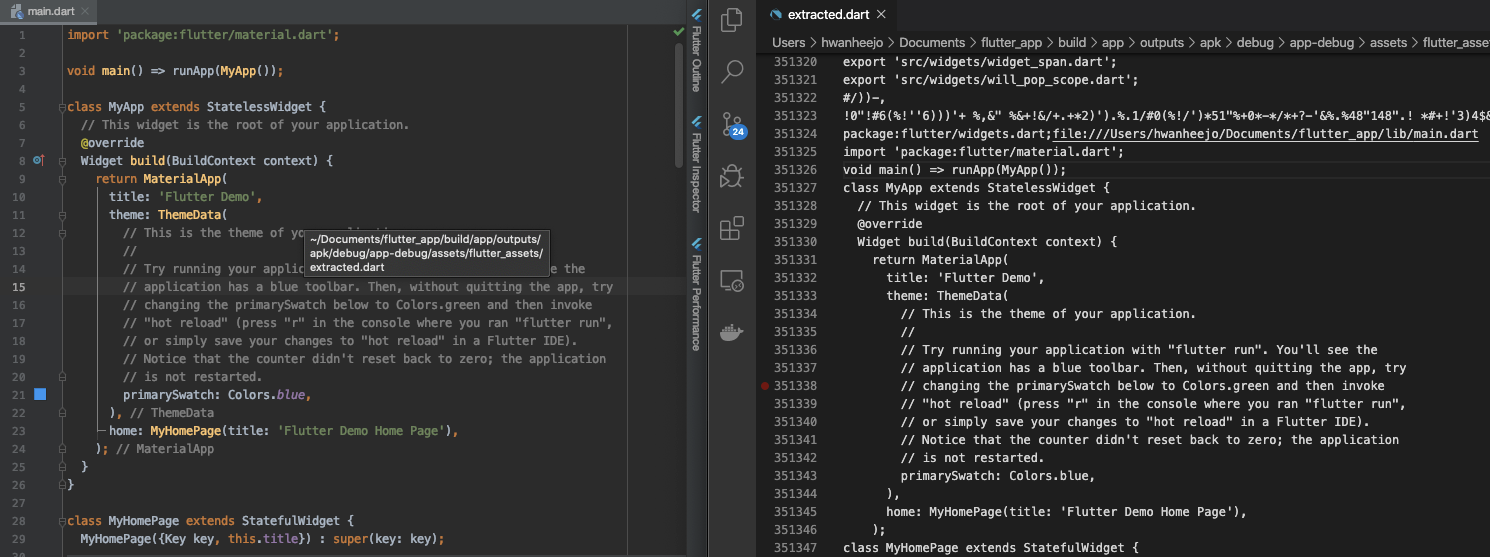 main.dart
1 import 'package:flutter/material.dart';
2
3 void main() => runApp(MyApp());
4
5 class MyApp extends StatelessWidget {
6 // This widget is the root of your application.
7 @override
8 Widget build(BuildContext context) {
9 return MaterialApp(
10 title: 'Flutter Demo',
11 theme: ThemeData(
12 // This is the theme of yo
13 //
14 // Try running your applic e the
15 // application has a blue toolbar. Then, without quitting the app, try
16 // changing the primarySwatch below to Colors.green and then invoke
17 // "hot reload" (press "r" in the console where you ran "flutter run",
18 // or simply save your changes to "hot reload" in a Flutter IDE).
19 // Notice that the counter didn't reset back to zero; the application
20 // is not restarted.
21 primarySwatch: Colors.blue,
22 ), // ThemeData
23 home: MyHomePage(title: 'Flutter Demo Home Page'),
24 ); // MaterialApp
25 }
26 }
27
28 class MyHomePage extends StatefulWidget {
29 MyHomePage({Key key, this.title}) : super(key: key);
~/Documents/flutter_app/build/app/outputs/
apk/debug/app-debug/assets/flutter_assets/
extracted.dart
Flutter Outline
Flutter Inspector
Flutter Performance
24
extracted.dart
Users > hwanheejo > Documents > flutter_app > build > app > outputs > apk > debug > app-debug > assets > flutter_asse
351320 export 'src/widgets/widget_span.dart';
351321 export 'src/widgets/will_pop_scope.dart';
351322 #/))-,
351323 !0"!#6(%!''6)))'+ %,&" %&+!&/+.+*2)').%.1/#0(%!/')*51"%+0*-*/*+?-'&%.%48"148".! *#+!'3)4$&
351324 package:flutter/widgets.dart;file:///Users/hwanheejo/Documents/flutter_app/lib/main.dart
351325 import 'package:flutter/material.dart';
351326 void main() => runApp(MyApp());
351327 class MyApp extends StatelessWidget {
351328 // This widget is the root of your application.
351329 @override
351330 Widget build(BuildContext context) {
351331 return MaterialApp(
351332 title: 'Flutter Demo',
351333 theme: ThemeData(
351334 // This is the theme of your application.
351335 //
351336 // Try running your application with "flutter run". You'll see the
351337 // application has a blue toolbar. Then, without quitting the app, try
351338 // changing the primarySwatch below to Colors.green and then invoke
351339 // "hot reload" (press "r" in the console where you ran "flutter run",
351340 // or simply save your changes to "hot reload" in a Flutter IDE).
351341 // Notice that the counter didn't reset back to zero; the application
351342 // is not restarted.
351343 primarySwatch: Colors.blue,
351344 ),
351345 home: MyHomePage(title: 'Flutter Demo Home Page'),
351346 );
351347 class MyHomePage extends StatefulWidget {